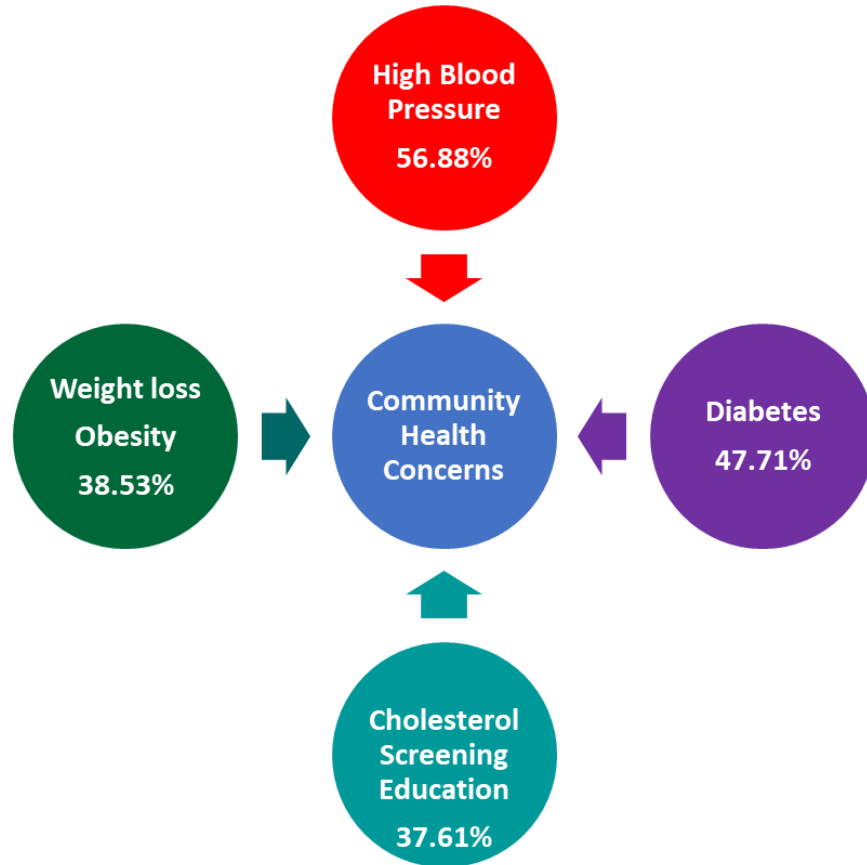 High Blood
Pressure
56.88%
Weight loss
Obesity
38.53%
Community
Health
Concerns
Diabetes
47.71%
Cholesterol
Screening
Education
37.61%